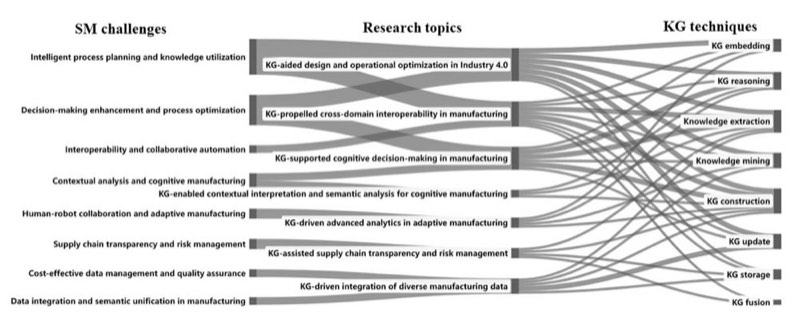 SM challenges
Research topics
KG techniques
Intelligent process planning and knowledge utilization
Decision-making enhancement and process optimization
Interoperability and collaborative automation
Contextual analysis and cognitive manufacturing
Human-robot collaboration and adaptive manufacturing
Supply chain transparency and risk management
Cost-effective data management and quality assurance
Data integration and semantic unification in manufacturing
KG-aided design and operational optimization in Industry 4.0
KG-propelled cross-domain interoperability in manufacturing
KG-supported cognitive decision-making in manufacturing
KG-enabled contextual interpretation and semantic analysis for cognitive manufacturing
KG-driven advanced analytics in adaptive manufacturing
KG-assisted supply chain transparency and risk management
KG-driven integration of diverse manufacturing data
KG embedding
KG reasoning
Knowledge extraction
Knowledge mining
KG construction
KG update
KG storage
KG fusion